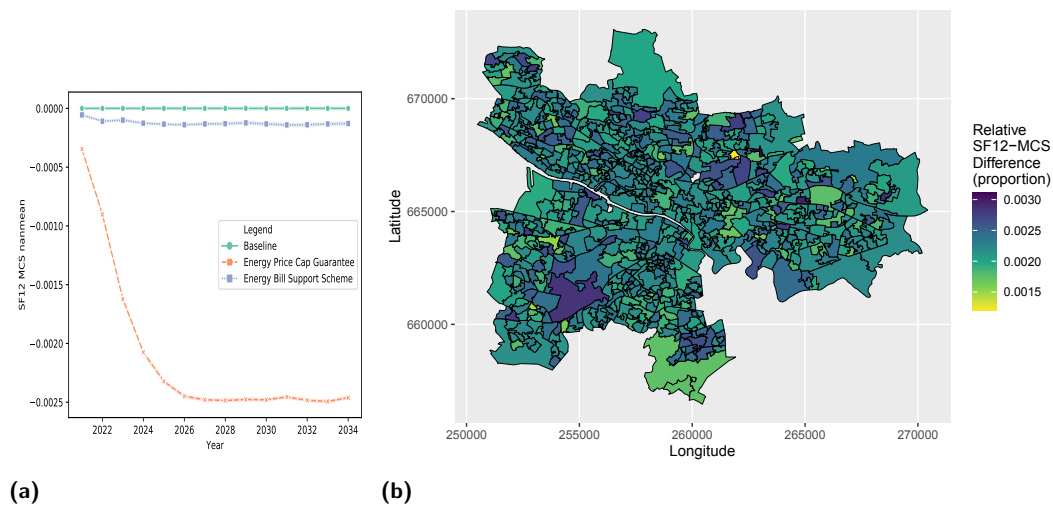 0.0000
−0.0005
−0.0010
−0.0015
−0.0020
−0.0025
SF12 MCS nanmean
Legend
Baseline
Energy Price Cap Guarantee
Energy Bill Support Scheme
2022 2024 2026 2028 2030 2032 2034
Year
(a)
670000
665000
660000
Latitude
250000 255000 260000 265000 270000
Longitude
Relative
SF12−MCS
Difference
(proportion)
0.0030
0.0025
0.0020
0.0015
(b)